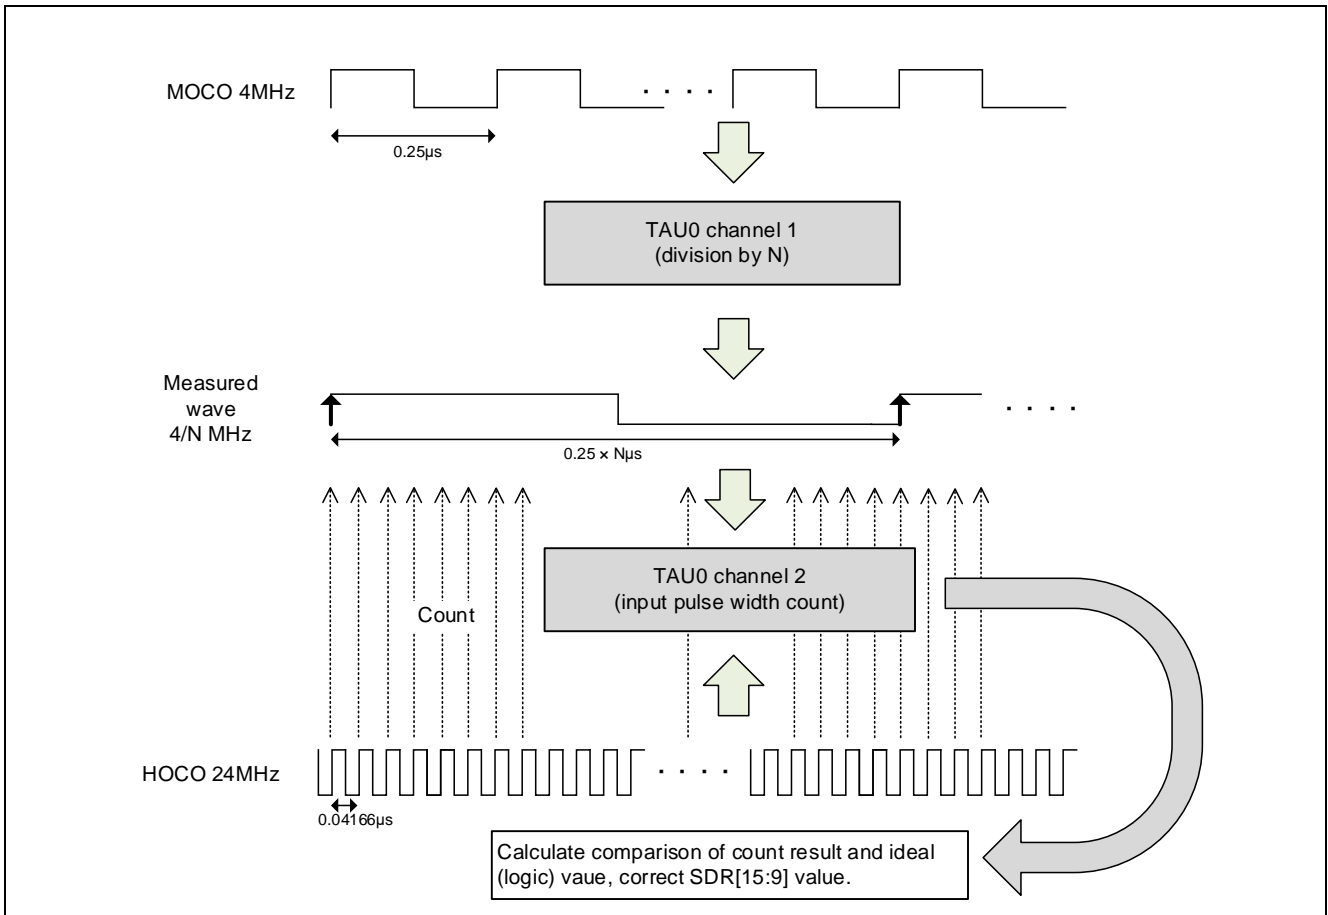 MOCO 4MHz
0.25µs
TAU0 channel 1
(division by N)
Measured
wave
4/N MHz
0.25 × Nµs
TAU0 channel 2
(input pulse width count)
Count
HOCO 24MHz
0.04166µs
Calculate comparison of count result and ideal
(logic) vaue, correct SDR[15:9] value.